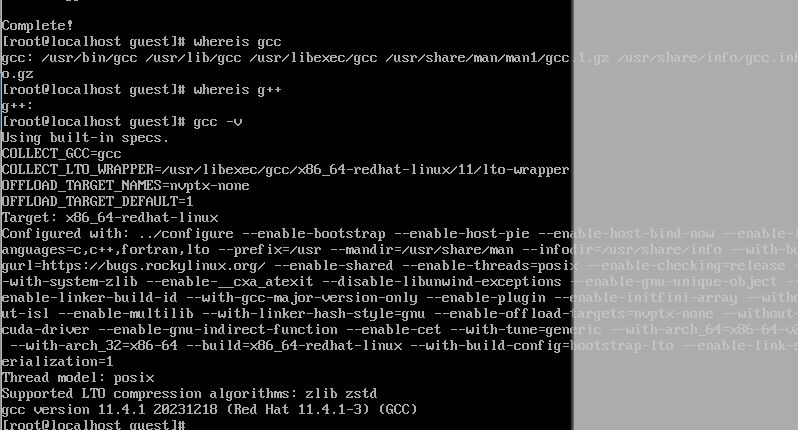 Complete!
[root@localhost guest]# whereis gcc
gcc: /usr/bin/gcc /usr/lib/gcc /usr/libexec/gcc /usr/share/man/man1/gcc.1.gz /usr/share/info/gcc.inf
o.gz
[root@localhost guest]# whereis g++
g++:
[root@localhost guest]# gcc -v
Using built-in specs.
COLLECT_GCC=gcc
COLLECT_LTO_WRAPPER=/usr/libexec/gcc/x86_64-redhat-linux/11/lto-wrapper
OFFLOAD_TARGET_NAMES=nvptx-none
OFFLOAD_TARGET_DEFAULT=1
Target: x86_64-redhat-linux
Configured with: ../configure --enable-bootstrap --enable-host-pie --enable-host-bind-now --enable-l
anguages=c,c++,fortran,lto --prefix=/usr --mandir=/usr/share/man --infodir=/usr/share/info --with-bu
gurl=https://bugs.rockylinux.org/ --enable-shared --enable-threads=posix --enable-checking=release -
-with-system-zlib --enable-__cxa_atexit --disable-libunwind-exceptions --enable-gnu-unique-object --
enable-linker-build-id --with-gcc-major-version-only --enable-plugin --enable-initfini-array --witho
ut-isl --enable-multilib --with-linker-hash-style=gnu --enable-offload-targets=nvptx-none --without-
cuda-driver --enable-gnu-indirect-function --enable-cet --with-tune=generic --with-arch_64=x86-64-v2
--with-arch_32=x86-64 --build=x86_64-redhat-linux --with-build-config=bootstrap-lto --enable-link-s
erialization=1
Thread model: posix
Supported LTO compression algorithms: zlib zstd
gcc version 11.4.1 20231218 (Red Hat 11.4.1-3) (GCC)
[root@localhost guest]#